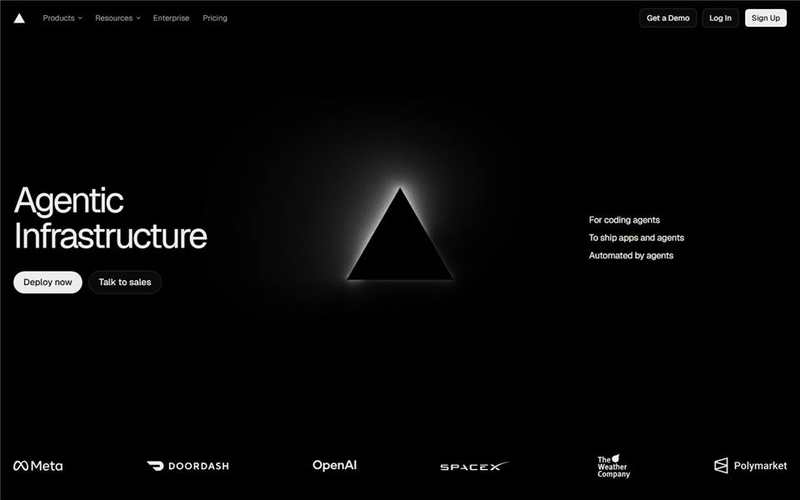 Products
Resources
Enterprise
Pricing
Get a Demo
Log In
Sign Up
Agentic
Infrastructure
Deploy now
Talk to sales
For coding agents
To ship apps and agents
Automated by agents
Meta
DOORDASH
OpenAI
SPACEX
The
Weather
Company
Polymarket